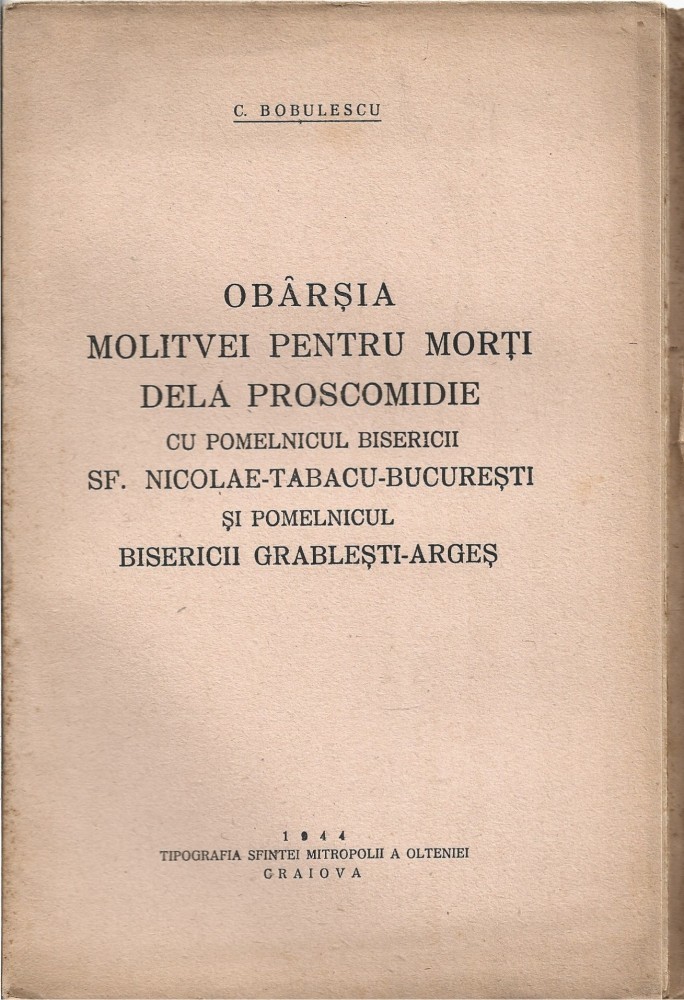 C. BOBULESCU
OBÂRȘIA
MOLITVEI PENTRU MORȚI
DELA PROSCOMIDIE
CU POMELNICUL BISERICII
SF. NICOLAE-TABACU-BUCUREȘTI
ȘI POMELNICUL
BISERICII GRABLEȘTI-ARGEȘ
1944
TIPOGRAFIA SFINTEI MITROPOLII A OLTENIEI
CRAIOVA